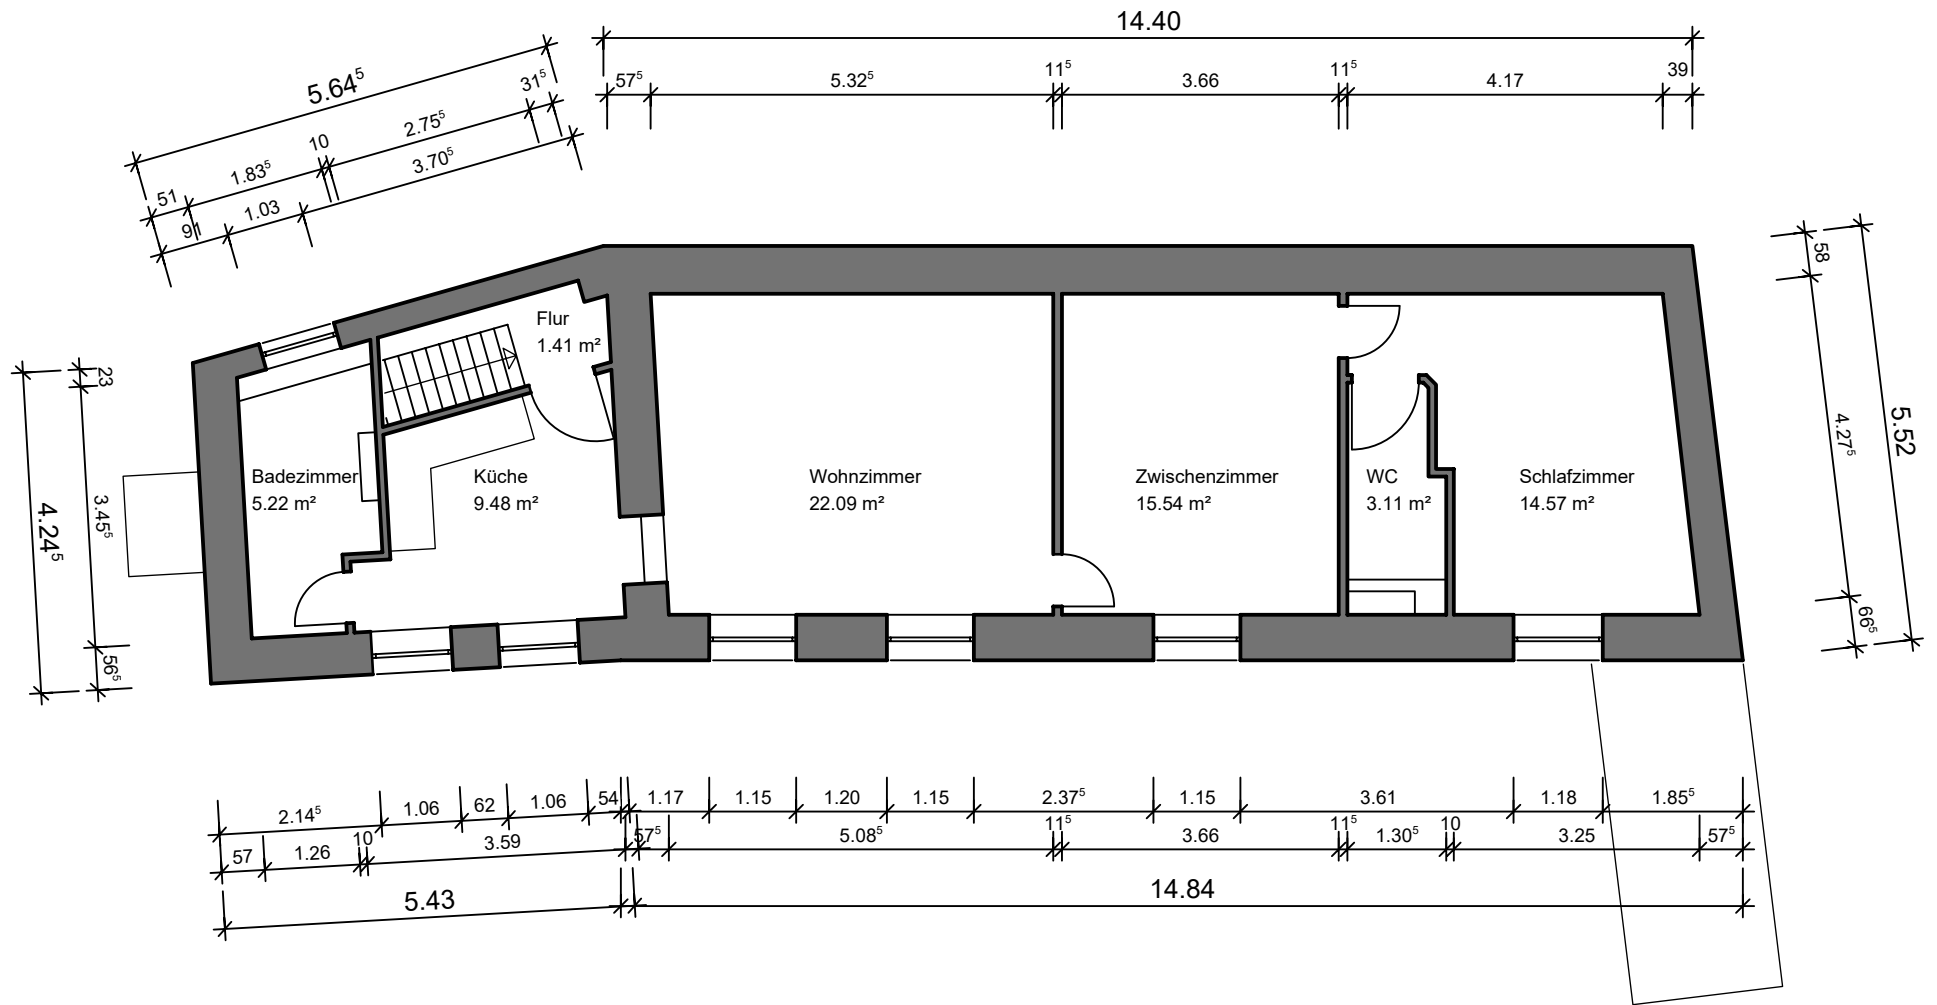 14.40
57⁵ 5.32⁵ 11⁵ 3.66 11⁵ 4.17 39
5.64⁵
51 1.83⁵ 10 2.75⁵ 31⁵
91 1.03 3.70⁵
58
4.27⁵
66⁵
5.52
23
3.45⁵
56⁵
4.24⁵
Flur
1.41 m²
Badezimmer
5.22 m²
Küche
9.48 m²
Wohnzimmer
22.09 m²
Zwischenzimmer
15.54 m²
WC
3.11 m²
Schlafzimmer
14.57 m²
2.14⁵ 1.06 62 1.06 54 1.17 1.15 1.20 1.15 2.37⁵ 1.15 3.61 1.18 1.85⁵
57 1.26 10 3.59 57⁵ 5.08⁵ 11⁵ 3.66 11⁵ 1.30⁵ 10 3.25 57⁵
5.43 14.84